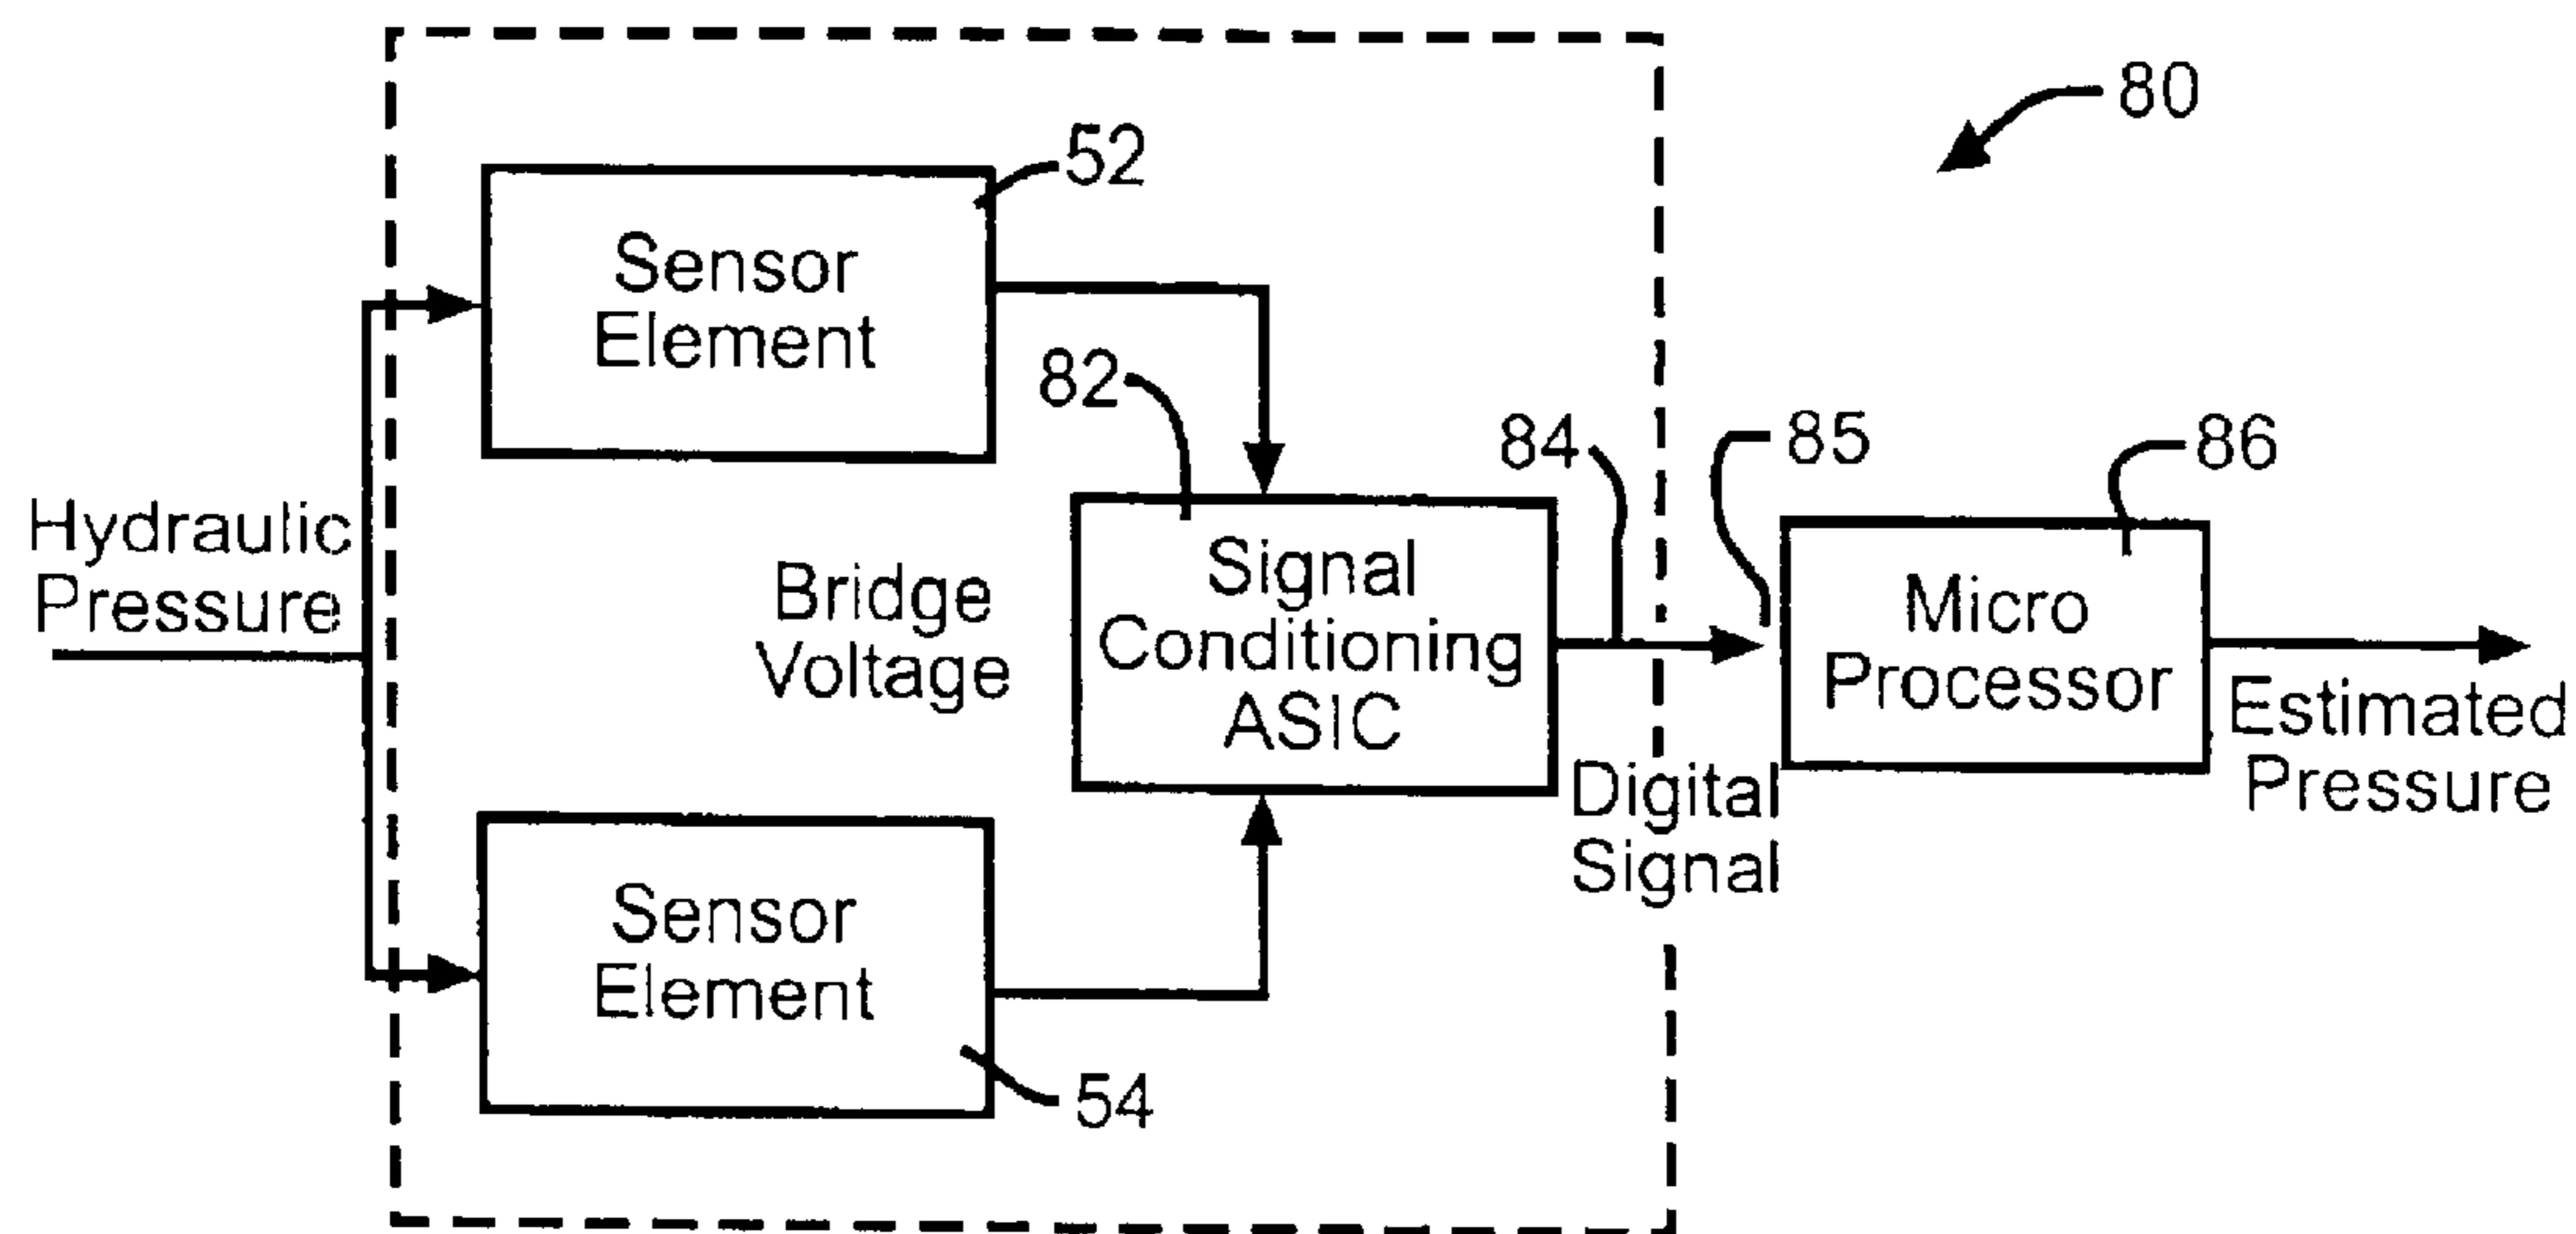 80
52
Sensor
Element
82
84
85
86
Hydraulic
Pressure
Bridge
Voltage
Signal
Conditioning
ASIC
Micro
Processor
Digital
Signal
Estimated
Pressure
Sensor
Element
54